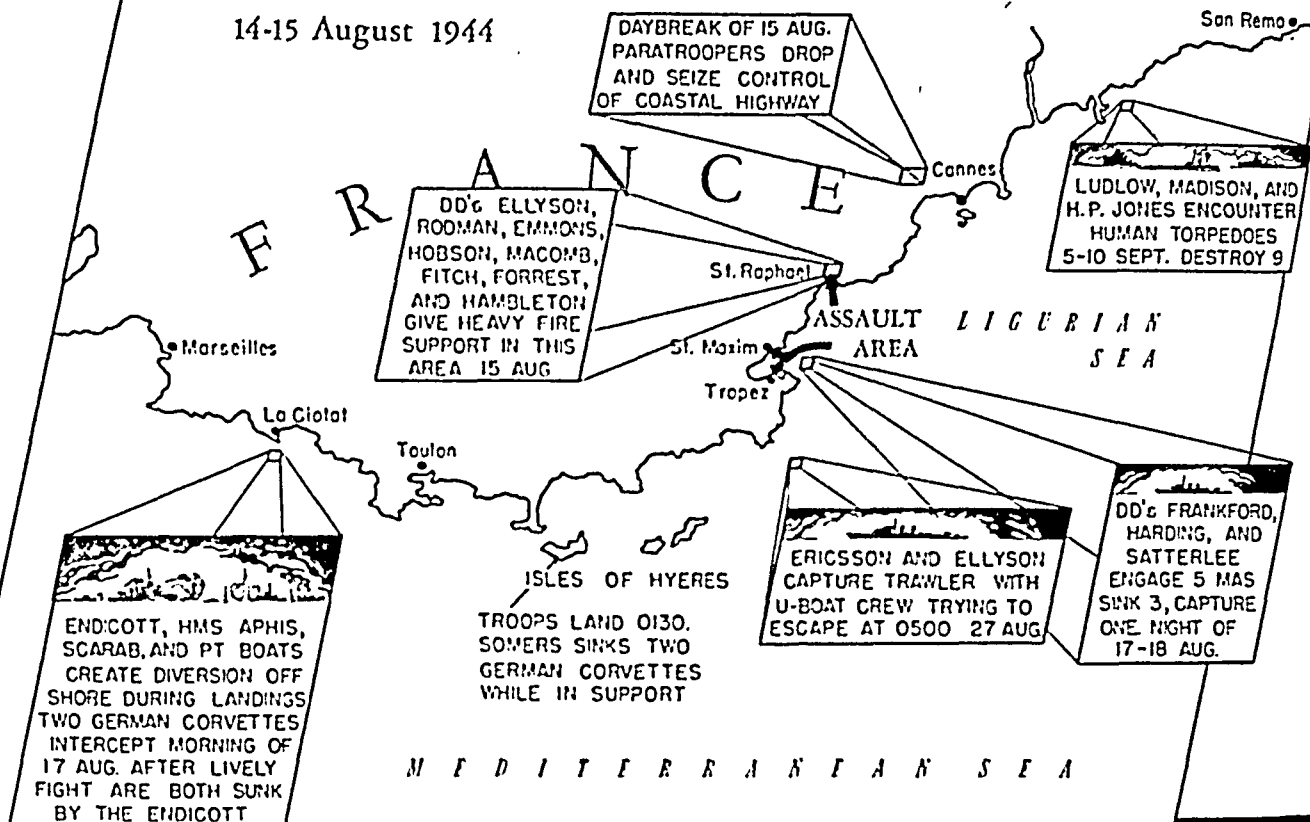 14-15 August 1944
DAYBREAK OF 15 AUG.
PARATROOPERS DROP
AND SEIZE CONTROL
OF COASTAL HIGHWAY
San Remo
Cannes
LUDLOW, MADISON, AND
H.P. JONES ENCOUNTER
HUMAN TORPEDOES
5-10 SEPT. DESTROY 9
FRANCE
DD's ELLYSON,
RODMAN, EMMONS,
HOBSON, MACOMB,
FITCH, FORREST,
AND HAMBLETON
GIVE HEAVY FIRE
SUPPORT IN THIS
AREA 15 AUG
St. Raphael
ASSAULT
AREA
LIGURIAN
SEA
St. Maxim
Tropez
Marseilles
La Ciotat
Toulon
ENDICOTT, HMS APHIS,
SCARAB, AND PT BOATS
CREATE DIVERSION OFF
SHORE DURING LANDINGS
TWO GERMAN CORVETTES
INTERCEPT MORNING OF
17 AUG. AFTER LIVELY
FIGHT ARE BOTH SUNK
BY THE ENDICOTT
ISLES OF HYERES
TROOPS LAND 0130.
SOMERS SINKS TWO
GERMAN CORVETTES
WHILE IN SUPPORT
ERICSSON AND ELLYSON
CAPTURE TRAWLER WITH
U-BOAT CREW TRYING TO
ESCAPE AT 0500 27 AUG
DD's FRANKFORD,
HARDING, AND
SATTERLEE
ENGAGE 5 MAS
SINK 3, CAPTURE
ONE NIGHT OF
17-18 AUG.
MEDITERRANEAN SEA